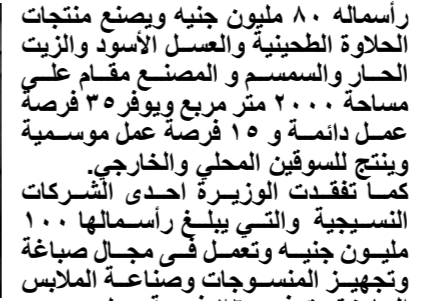 رأسماله ٨٠ مليون جنيه ويصنع منتجات
الحلاوة الطحينية والعسل الأسود والزيت
الحار والسمسم و المصنع مقام على
مساحة ٢٠٠٠ متر مربع ويوفر ٣٥ فرصة
عمل دائمة و ١٥ فرصة عمل موسمية
وينتج للسوقين المحلي والخارجي.
كما تفقدت الوزيرة احدى الشركات
النسيجية والتي يبلغ رأسمالها ١٠٠
مليون جنيه وتعمل فى مجال صباغة
وتجهيز المنسوجات وصناعة الملابس